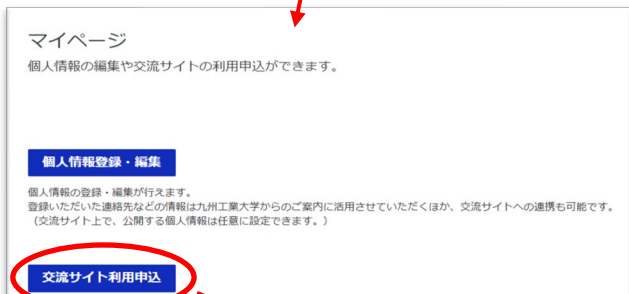 マイページ
個人情報の編集や交流サイトの利用申込ができます。
個人情報登録・編集
個人情報の登録・編集が行えます。
登録いただいた連絡先などの情報は九州工業大学からのご案内に活用させていただくほか、交流サイトへの連携も可能です。
（交流サイト上で、公開する個人情報は任意に設定できます。）
交流サイト利用申込